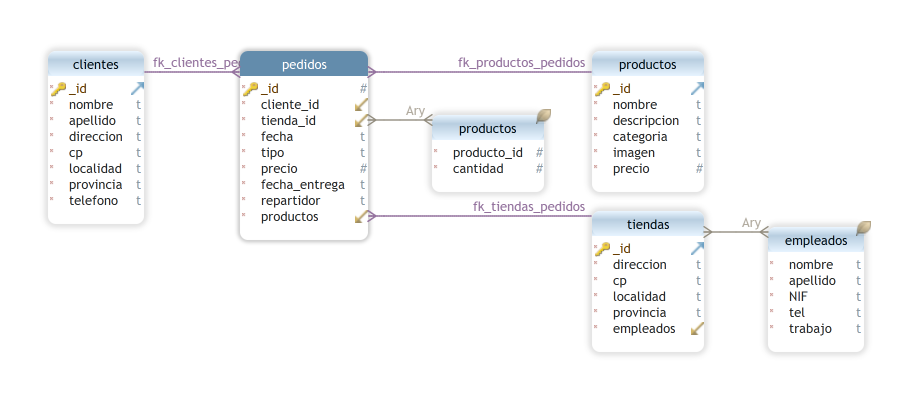 clientes
_id
nombre t
apellido t
direccion t
cp t
localidad t
provincia t
telefono t
fk_clientes_pe
pedidos
_id #
cliente_id
tienda_id
fecha t
tipo t
precio #
fecha_entrega t
repartidor t
productos
Ary
productos
producto_id #
cantidad #
fk_productos_pedidos
productos
_id
nombre t
descripcion t
categoria t
imagen t
precio #
fk_tiendas_pedidos
tiendas
_id
direccion t
cp t
localidad t
provincia t
empleados
Ary
empleados
nombre t
apellido t
NIF t
tel t
trabajo t